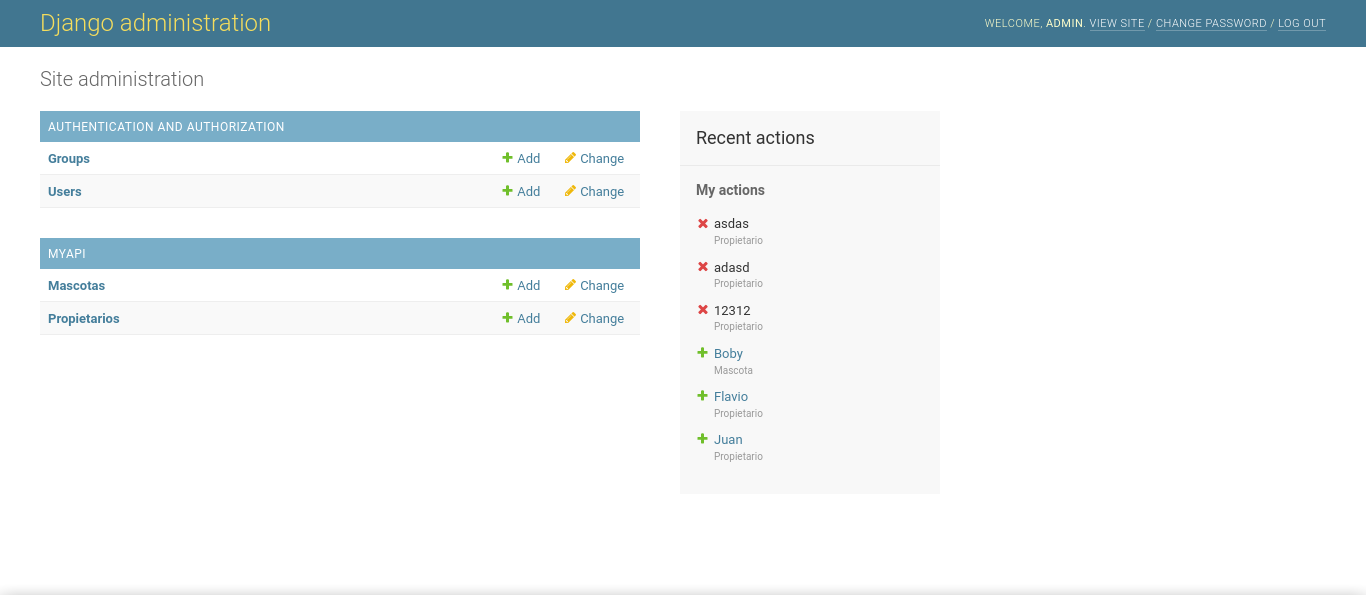 Django administration
WELCOME, ADMIN. VIEW SITE / CHANGE PASSWORD / LOG OUT
Site administration
AUTHENTICATION AND AUTHORIZATION
Groups Add Change
Users Add Change
MYAPI
Mascotas Add Change
Propietarios Add Change
Recent actions
My actions
asdas
Propietario
adasd
Propietario
12312
Propietario
Boby
Mascota
Flavio
Propietario
Juan
Propietario